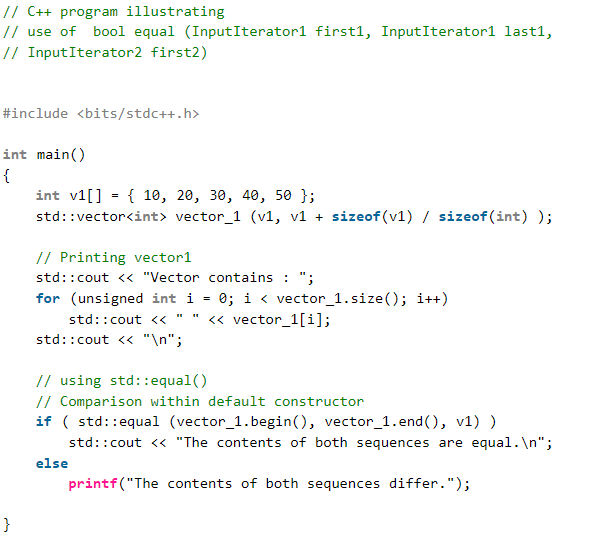 // C++ program illustrating
// use of  bool equal (InputIterator1 first1, InputIterator1 last1,
// InputIterator2 first2)
#include <bits/stdc++.h>
int main()
{
    int v1[] = { 10, 20, 30, 40, 50 };
    std::vector<int> vector_1 (v1, v1 + sizeof(v1) / sizeof(int) );
    // Printing vector1
    std::cout << "Vector contains : ";
    for (unsigned int i = 0; i < vector_1.size(); i++)
        std::cout << " " << vector_1[i];
    std::cout << "\n";
    // using std::equal()
    // Comparison within default constructor
    if ( std::equal (vector_1.begin(), vector_1.end(), v1) )
        std::cout << "The contents of both sequences are equal.\n";
    else
        printf("The contents of both sequences differ.");
}